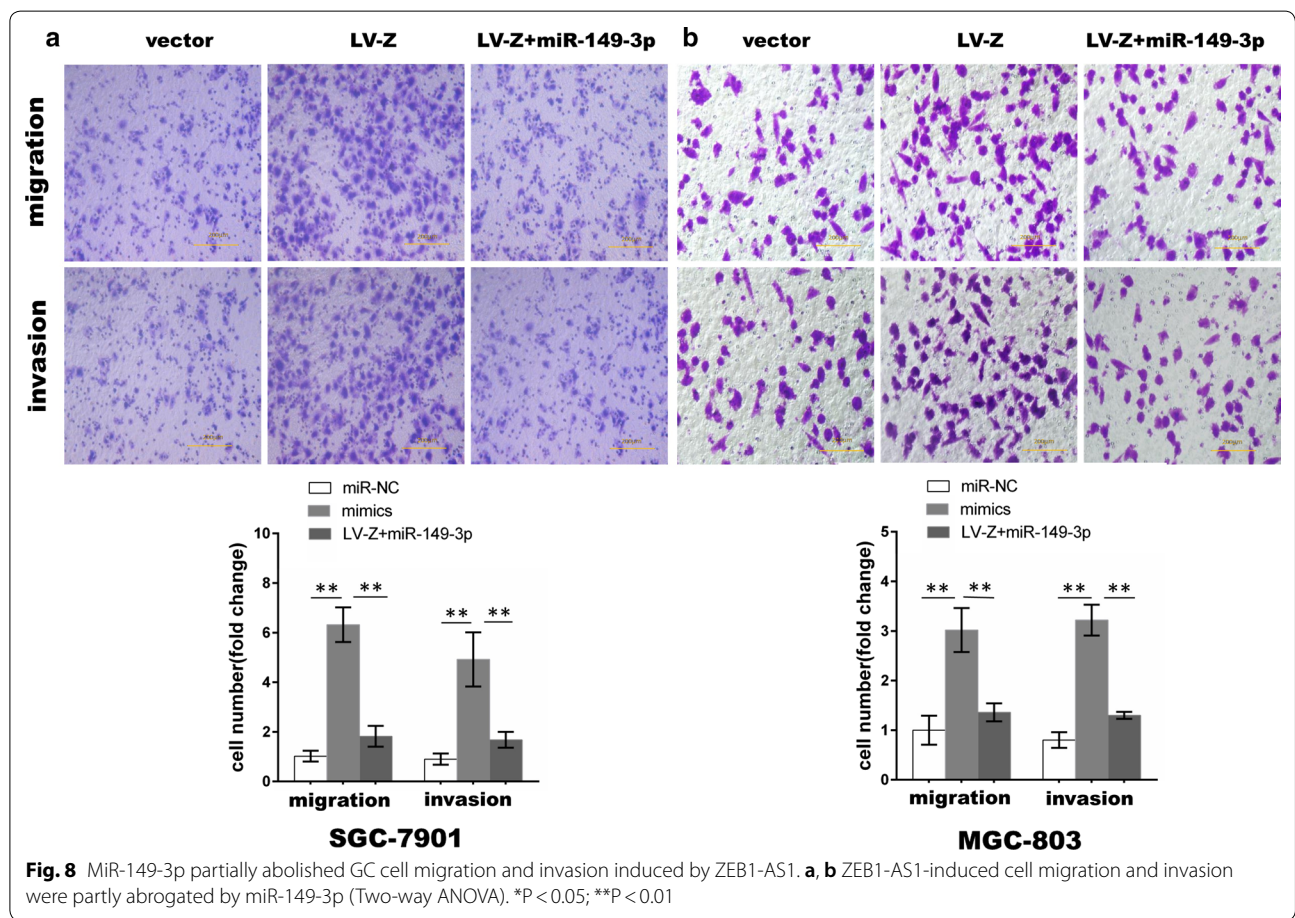 a
vector LV-Z LV-Z+miR-149-3p
b
vector LV-Z LV-Z+miR-149-3p
migration
invasion
miR-NC
mimics
LV-Z+miR-149-3p
cell number(fold change)
10
8
6
4
2
0
** ** ** **
migration invasion
SGC-7901
miR-NC
mimics
LV-Z+miR-149-3p
cell number(fold change)
5
4
3
2
1
0
** ** ** **
migration invasion
MGC-803
Fig. 8 MiR-149-3p partially abolished GC cell migration and invasion induced by ZEB1-AS1. a, b ZEB1-AS1-induced cell migration and invasion
were partly abrogated by miR-149-3p (Two-way ANOVA). *P < 0.05; **P < 0.01